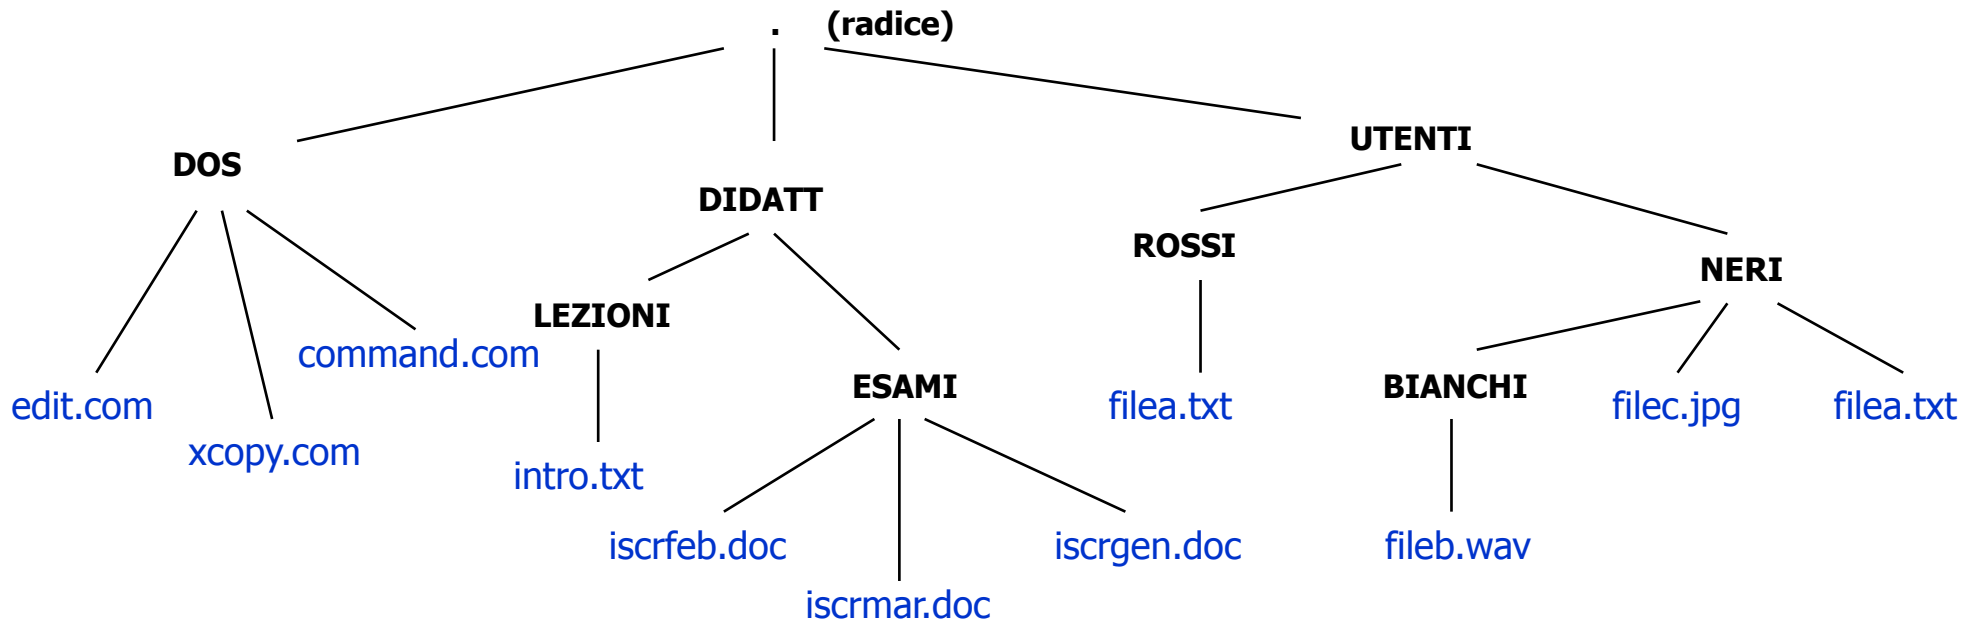 . (radice)
UTENTI
DOS
DIDATT
ROSSI
NERI
LEZIONI
command.com
ESAMI
BIANCHI
edit.com
filea.txt
filec.jpg
filea.txt
xcopy.com
intro.txt
iscrfeb.doc
iscrgen.doc
fileb.wav
iscrmar.doc